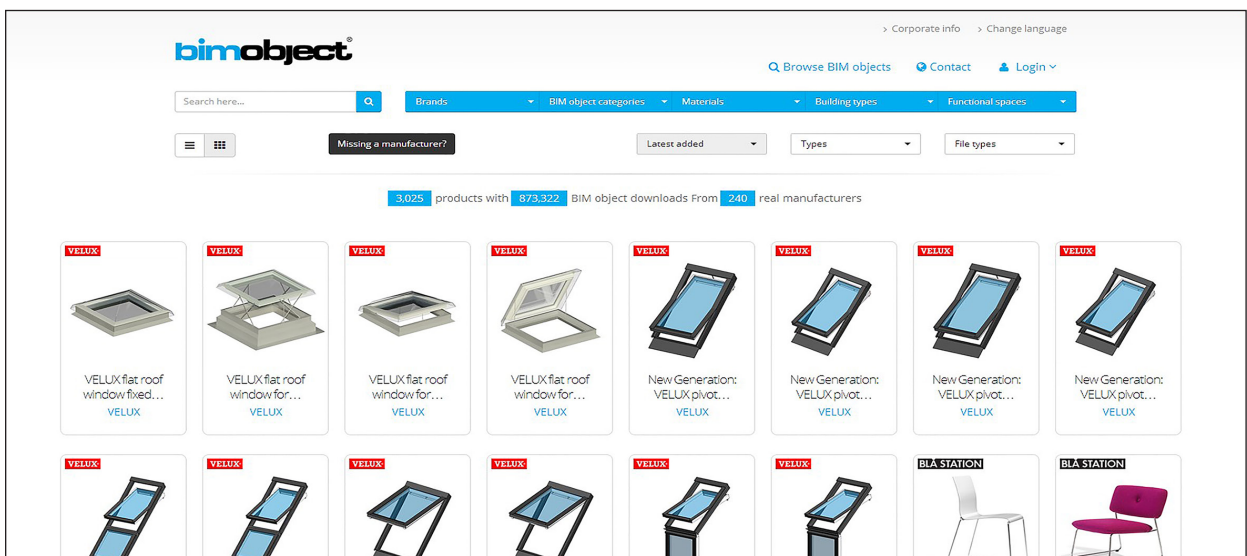 > Corporate info > Change language
bimobject®
Browse BIM objects Contact Login
Search here... Brands BIM object categories Materials Building types Functional spaces
Missing a manufacturer? Latest added Types File types
3,025 products with 873,322 BIM object downloads From 240 real manufacturers
VELUX VELUX VELUX VELUX VELUX VELUX VELUX VELUX
VELUX flat roof VELUX flat roof VELUX flat roof VELUX flat roof New Generation: New Generation: New Generation: New Generation:
window fixed... window for... window for... window for... VELUX pivot... VELUX pivot... VELUX pivot... VELUX pivot...
VELUX VELUX VELUX VELUX VELUX VELUX VELUX VELUX
VELUX VELUX VELUX VELUX VELUX VELUX BLÅ STATION BLÅ STATION